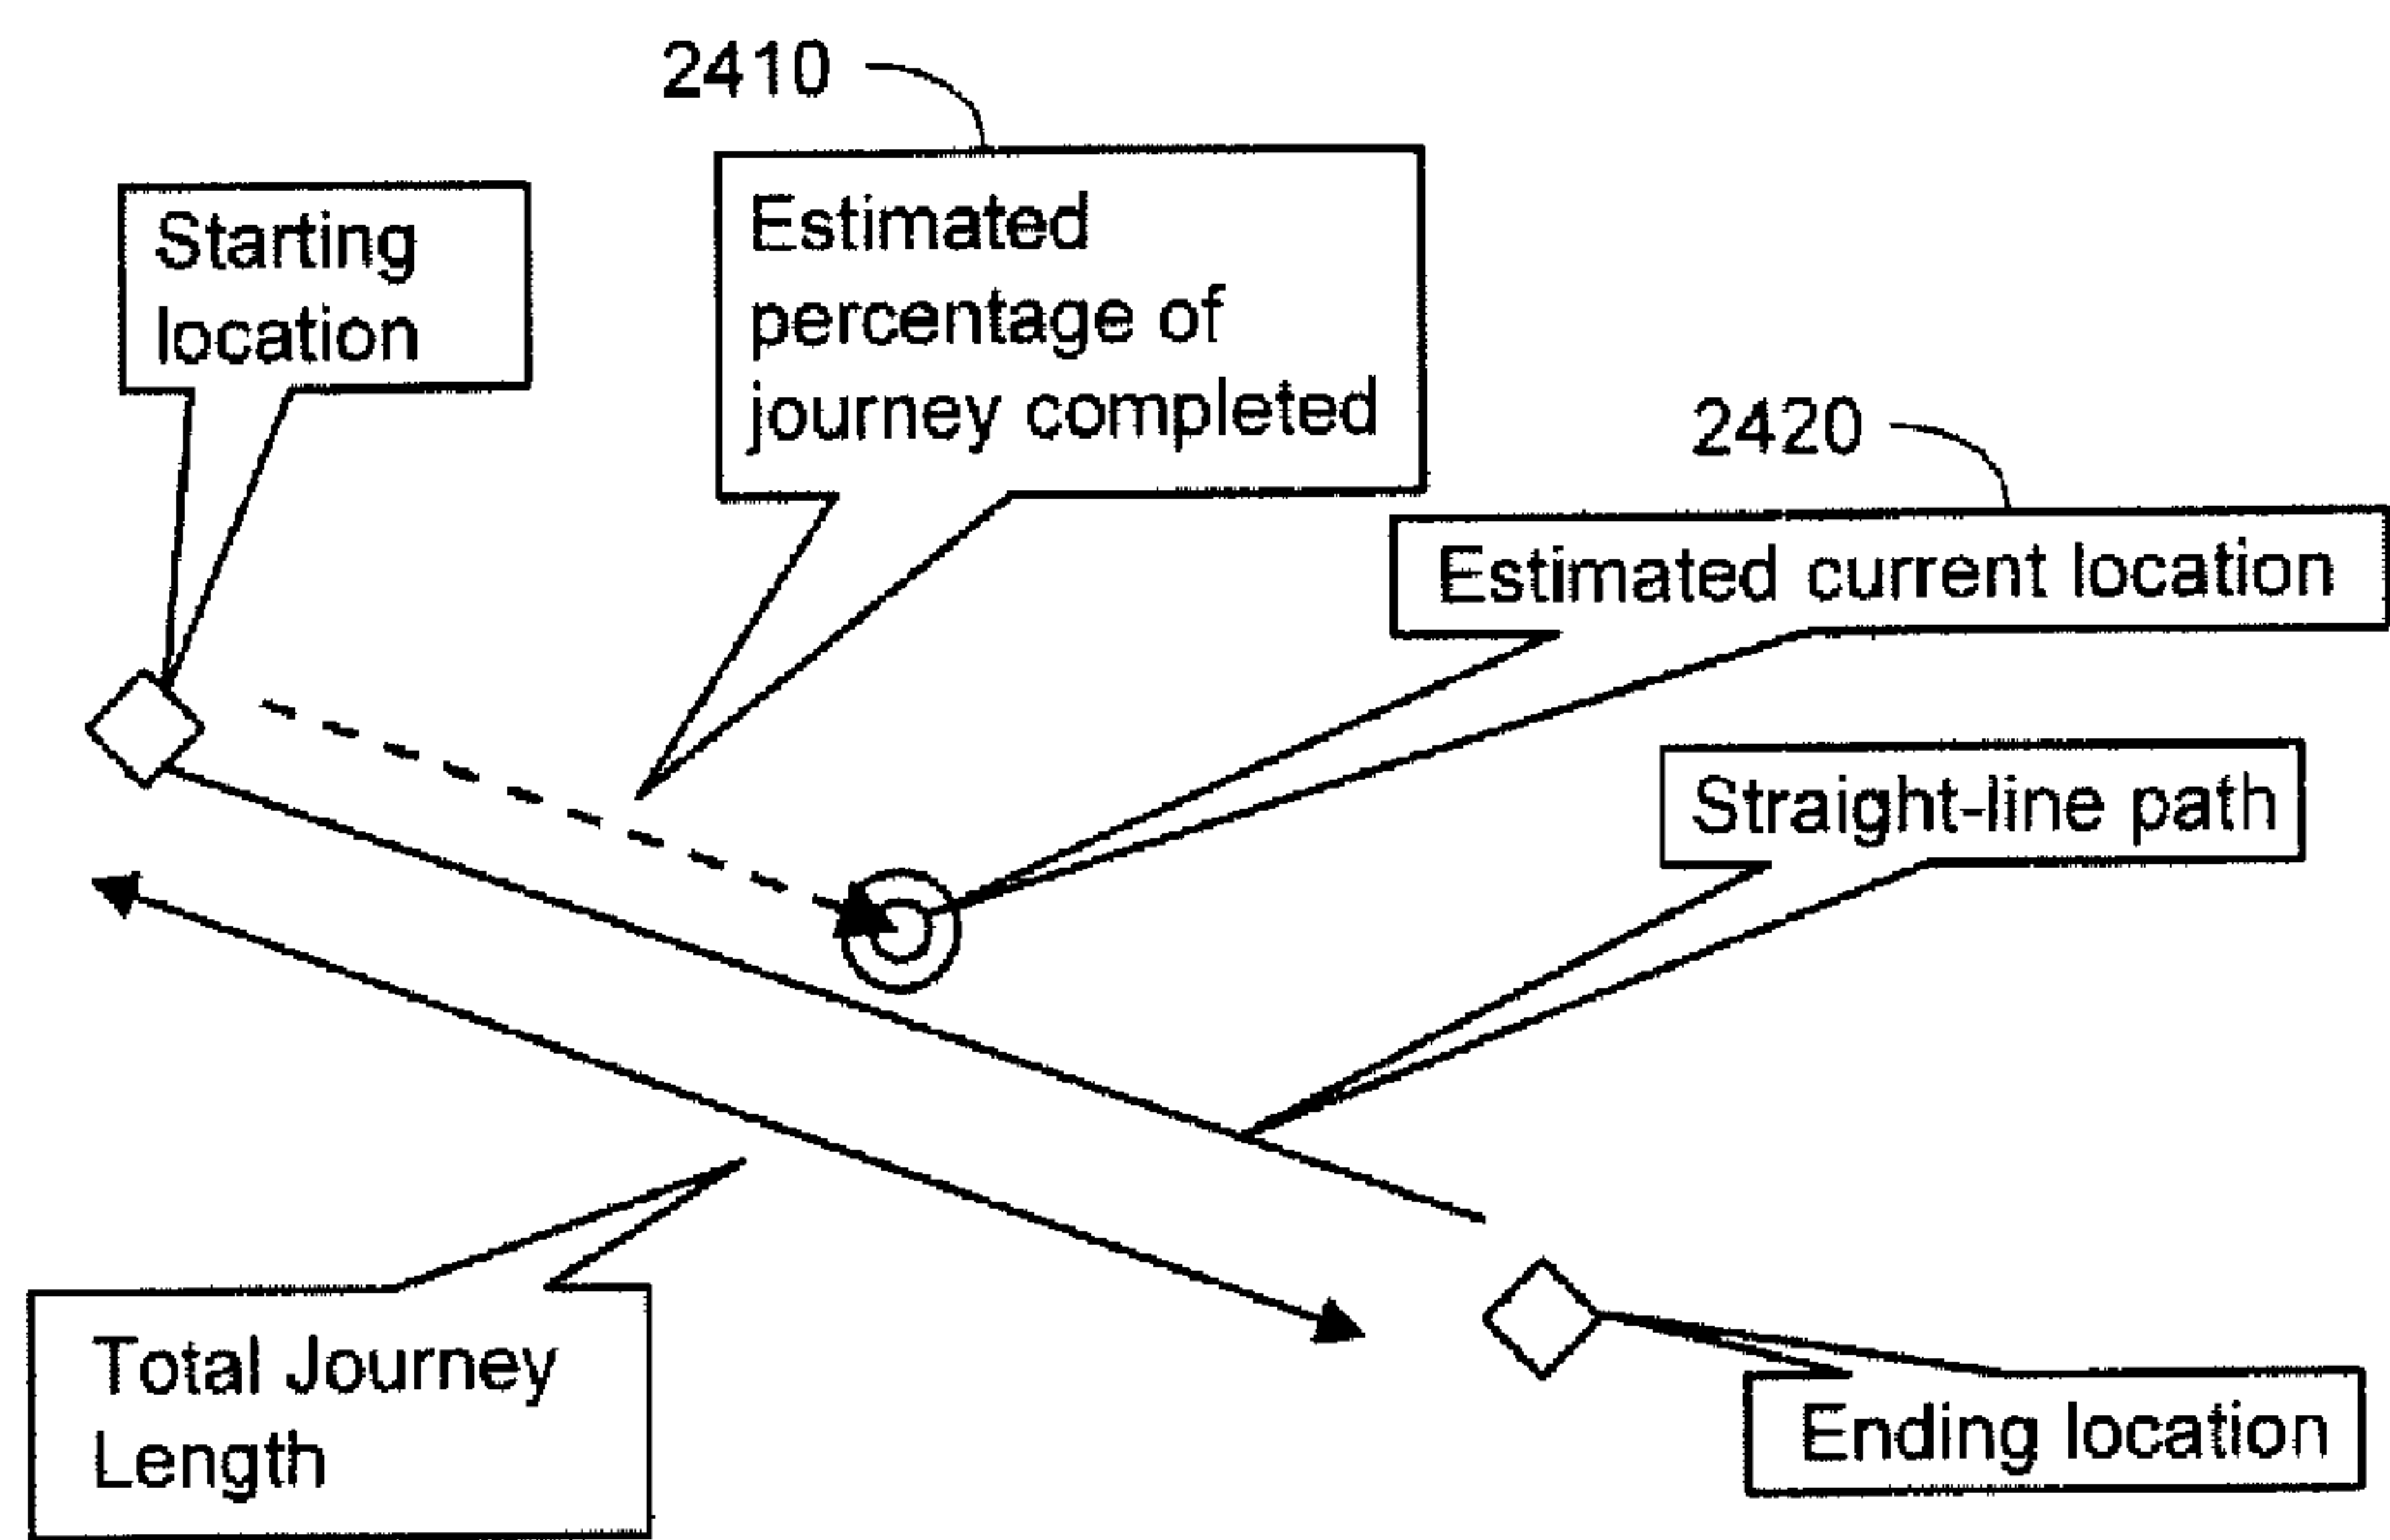 2410
Starting
location
Estimated
percentage of
journey completed
2420
Estimated current location
Straight-line path
Total Journey
Length
Ending location